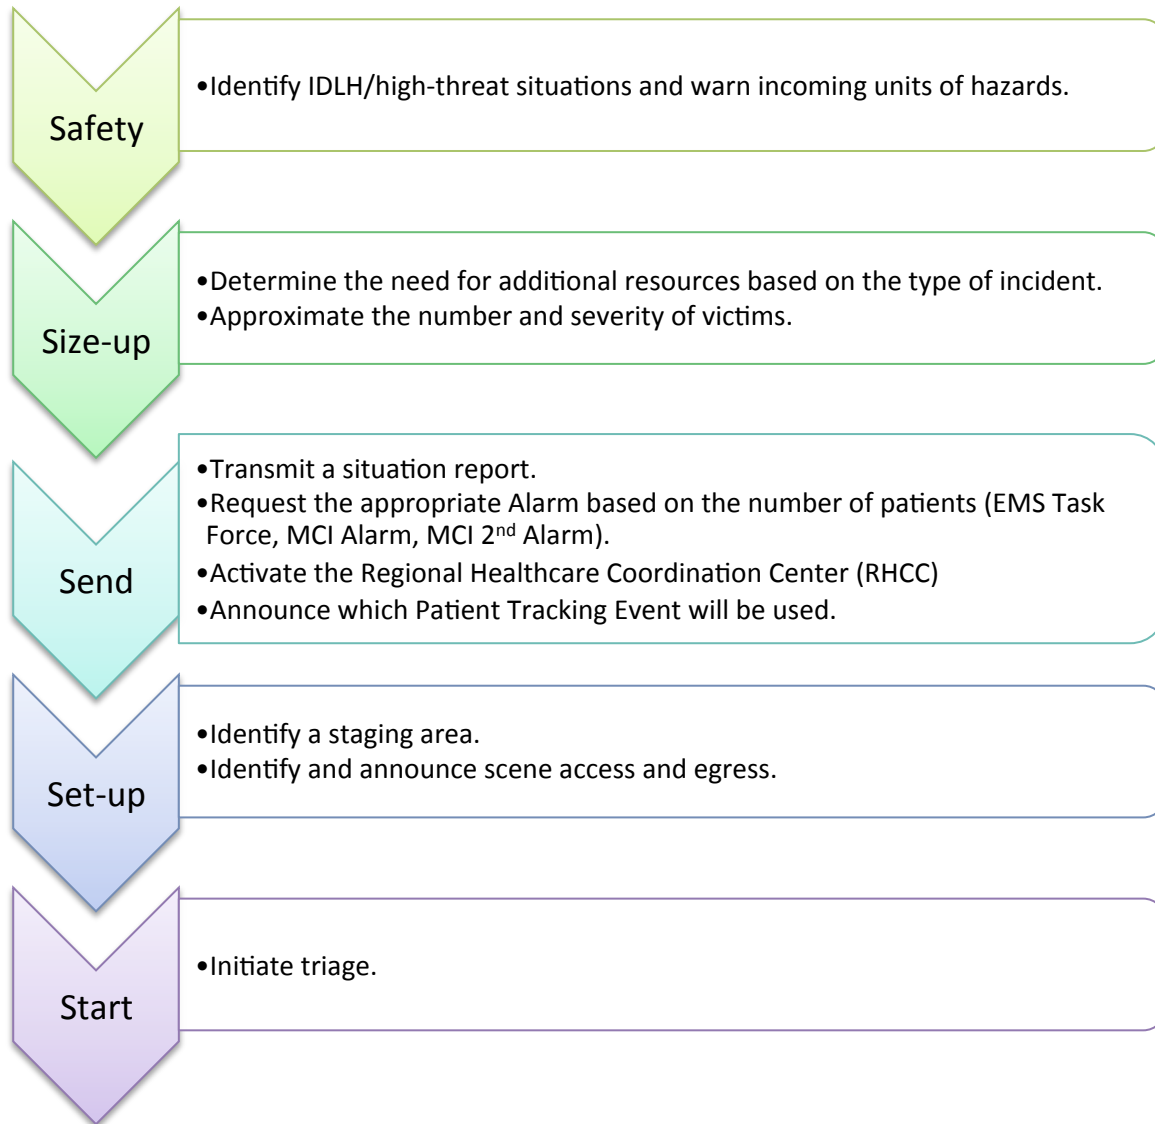 Safety
•Identify IDLH/high-threat situations and warn incoming units of hazards.
Size-up
•Determine the need for additional resources based on the type of incident.
•Approximate the number and severity of victims.
Send
•Transmit a situation report.
•Request the appropriate Alarm based on the number of patients (EMS Task
Force, MCI Alarm, MCI 2nd Alarm).
•Activate the Regional Healthcare Coordination Center (RHCC)
•Announce which Patient Tracking Event will be used.
Set-up
•Identify a staging area.
•Identify and announce scene access and egress.
Start
•Initiate triage.